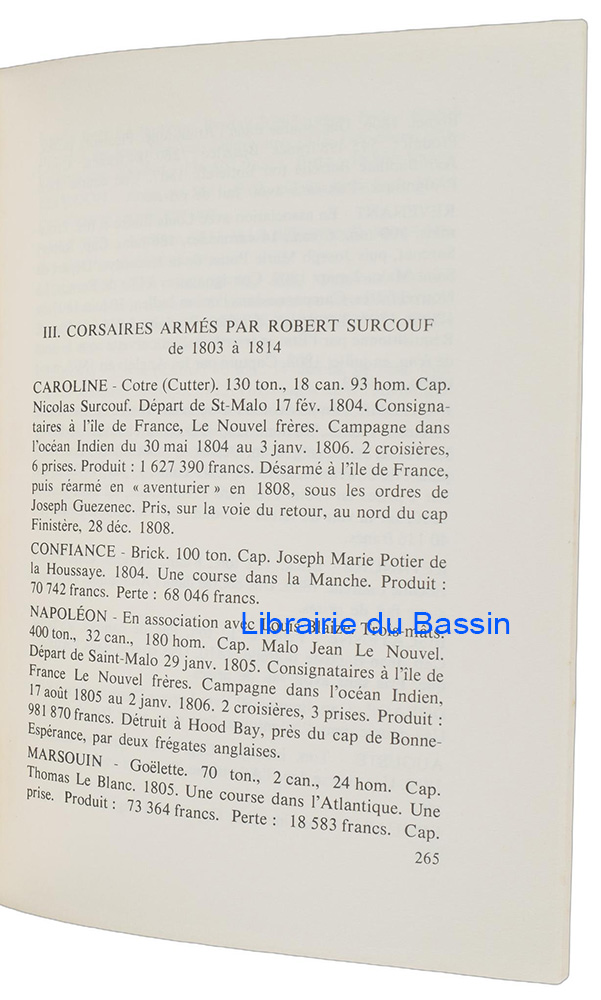 III. CORSAIRES ARMÉS PAR ROBERT SURCOUF
de 1803 à 1814
CAROLINE - Cotre (Cutter). 130 ton., 18 can. 93 hom. Cap.
Nicolas Surcouf. Départ de St-Malo 17 fév. 1804. Consigna-
taires à l'île de France, Le Nouvel frères. Campagne dans
l'océan Indien du 30 mai 1804 au 3 janv. 1806. 2 croisières,
6 prises. Produit : 1 627 390 francs. Désarmé à l'île de France,
puis réarmé en « aventurier » en 1808, sous les ordres de
Joseph Guezenec. Pris, sur la voie du retour, au nord du cap
Finistère, 28 déc. 1808.
CONFIANCE - Brick. 100 ton. Cap. Joseph Marie Potier de
la Houssaye. 1804. Une course dans la Manche. Produit :
70 742 francs. Perte : 68 046 francs.
NAPOLÉON - En association avec Louis Blaize. Trois-mâts.
Librairie du Bassin
400 ton., 32 can., 180 hom. Cap. Malo Jean Le Nouvel.
Départ de Saint-Malo 29 janv. 1805. Consignataires à l'île de
France Le Nouvel frères. Campagne dans l'océan Indien,
17 août 1805 au 2 janv. 1806. 2 croisières, 3 prises. Produit :
981 870 francs. Détruit à Hood Bay, près du cap de Bonne-
Espérance, par deux frégates anglaises.
MARSOUIN - Goëlette. 70 ton., 2 can., 24 hom. Cap.
Thomas Le Blanc. 1805. Une course dans l'Atlantique. Une
prise. Produit : 73 364 francs. Perte : 18 583 francs. Cap.
265